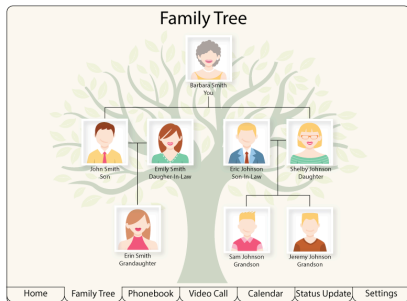 Family Tree
Barbara Smith
You
John Smith
Son
Emily Smith
Daugher-In-Law
Eric Johnson
Son-In-Law
Shelby Johnson
Daughter
Erin Smith
Grandaughter
Sam Johnson
Grandson
Jeremy Johnson
Grandson
Home Family Tree Phonebook Video Call Calendar Status Update Settings